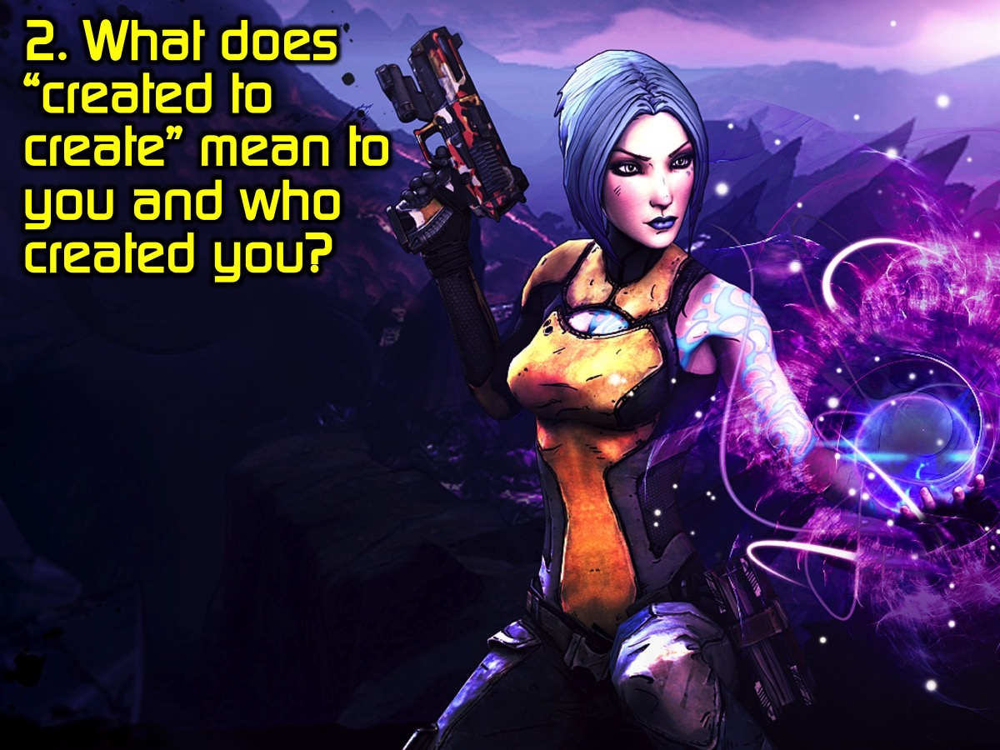 2. What does
“created to
create” mean to
you and who
created you?